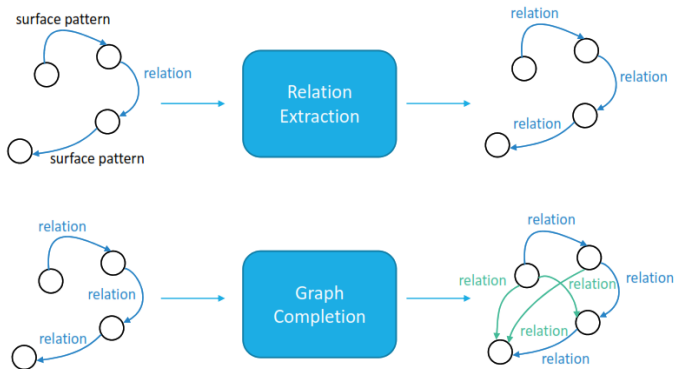 surface pattern
relation
surface pattern
Relation
Extraction
relation
relation
relation
relation
relation
relation
Graph
Completion
relation
relation
relation
relation
relation
relation